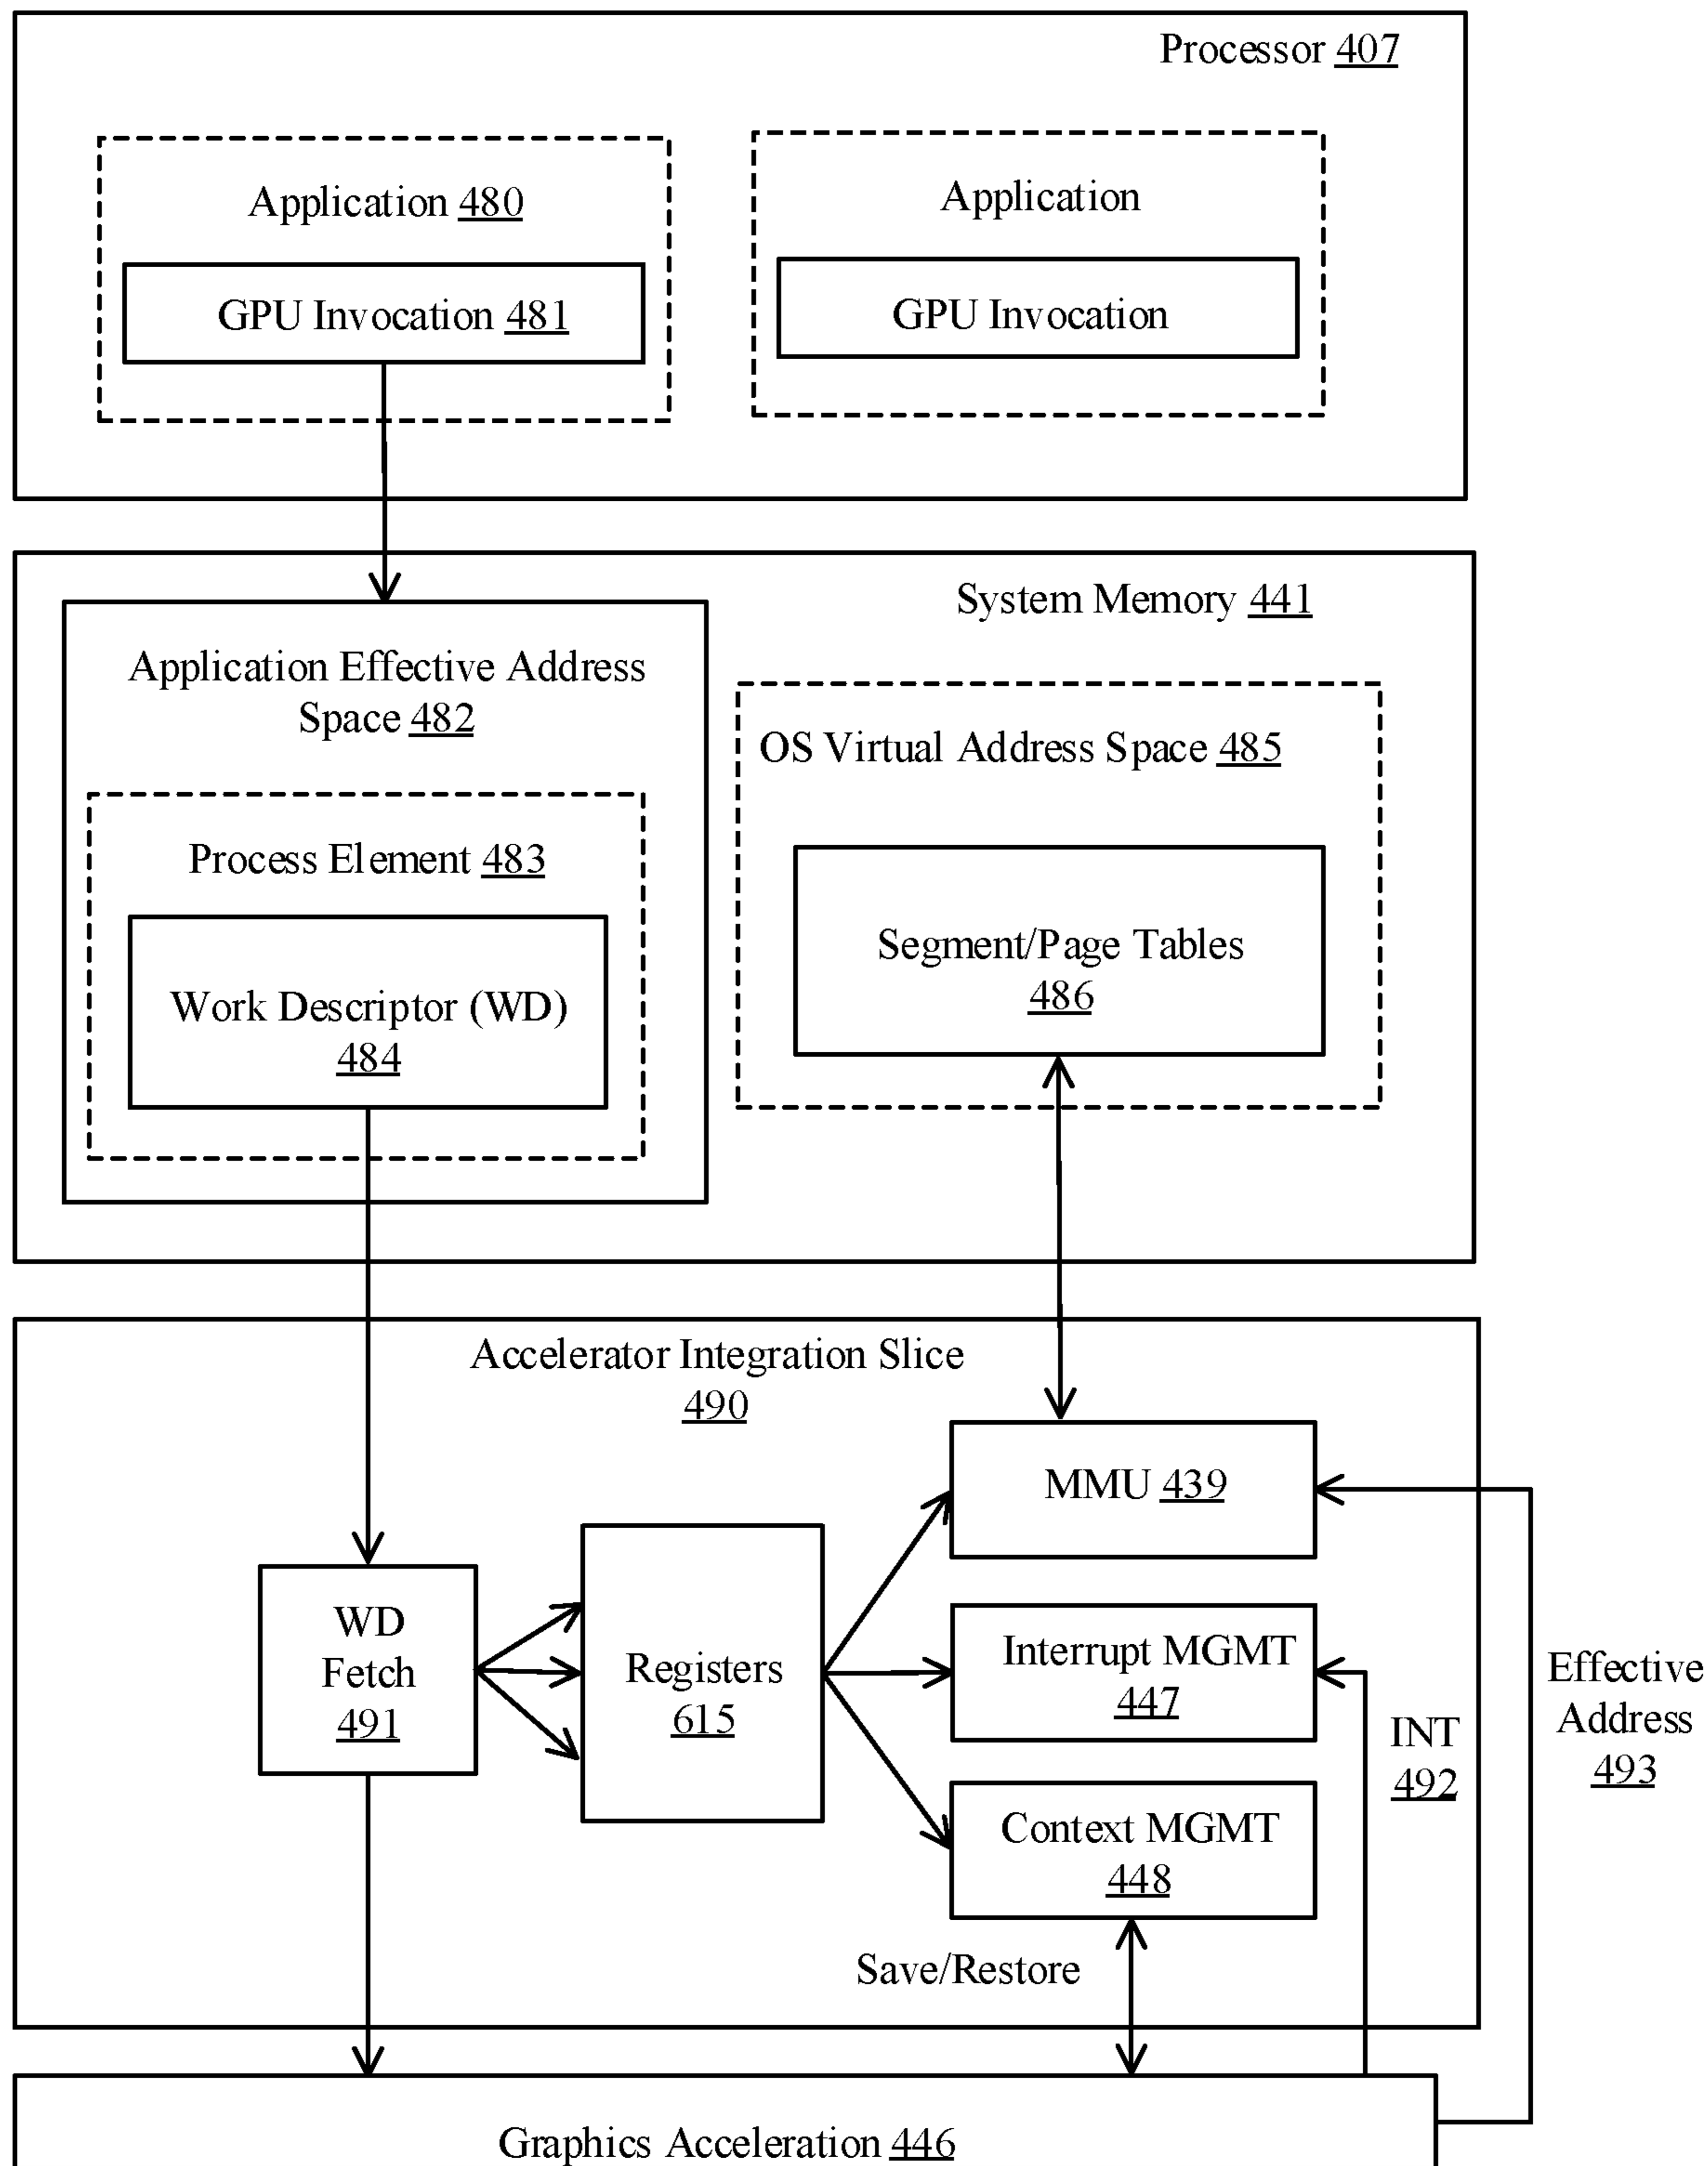 Processor 407
Application 480
GPU Invocation 481
Application
GPU Invocation
System Memory 441
Application Effective Address
Space 482
Process Element 483
Work Descriptor (WD)
484
OS Virtual Address Space 485
Segment/Page Tables
486
Accelerator Integration Slice
490
WD
Fetch
491
Registers
615
MMU 439
Interrupt MGMT
447
Context MGMT
448
Save/Restore
INT
492
Effective
Address
493
Graphics Acceleration 446